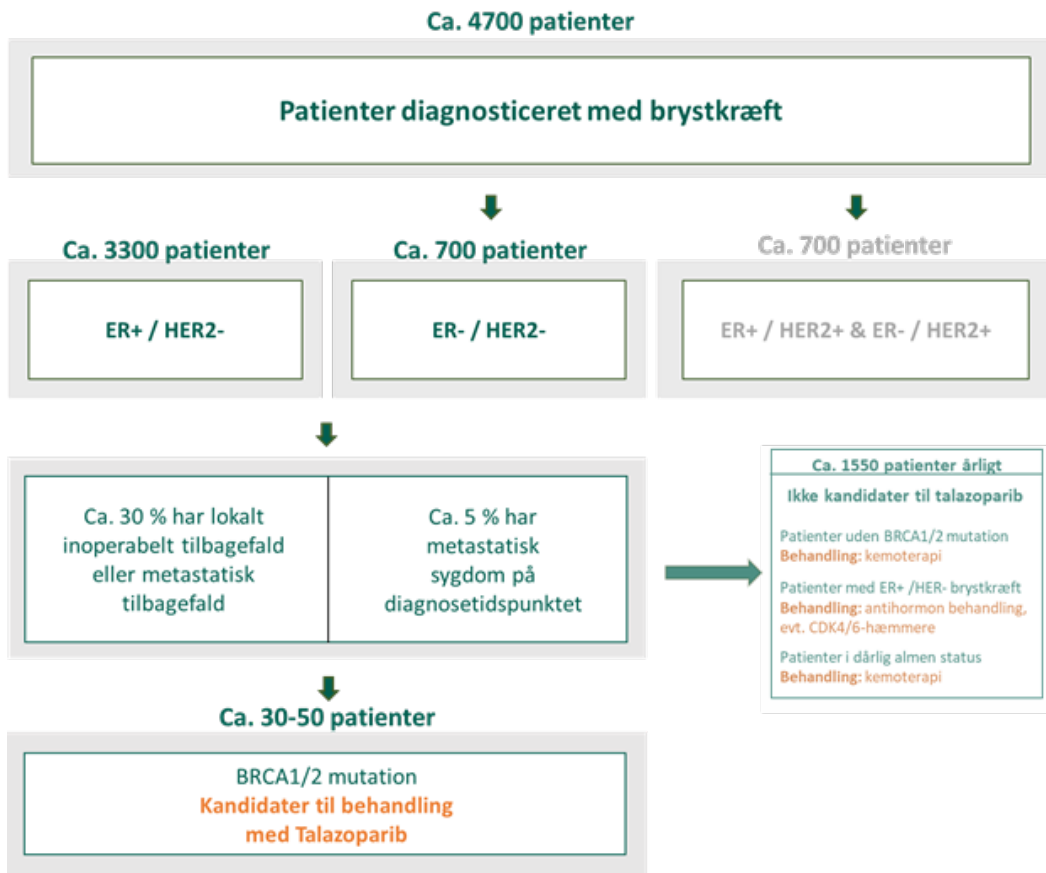 Ca. 4700 patienter
Patienter diagnosticeret med brystkræft
Ca. 3300 patienter
ER+ / HER2-
Ca. 700 patienter
ER- / HER2-
Ca. 700 patienter
ER+ / HER2+ & ER- / HER2+
Ca. 30 % har lokalt
inoperabelt tilbagefald
eller metastatisk
tilbagefald
Ca. 5 % har
metastatisk
sygdom på
diagnosetidspunktet
Ca. 1550 patienter årligt
Ikke kandidater til talazoparib
Patienter uden BRCA1/2 mutation
Behandling: kemoterapi
Patienter med ER+ /HER- brystkræft
Behandling: antihormon behandling,
evt. CDK4/6-hæmmere
Patienter i dårlig almen status
Behandling: kemoterapi
Ca. 30-50 patienter
BRCA1/2 mutation
Kandidater til behandling
med Talazoparib